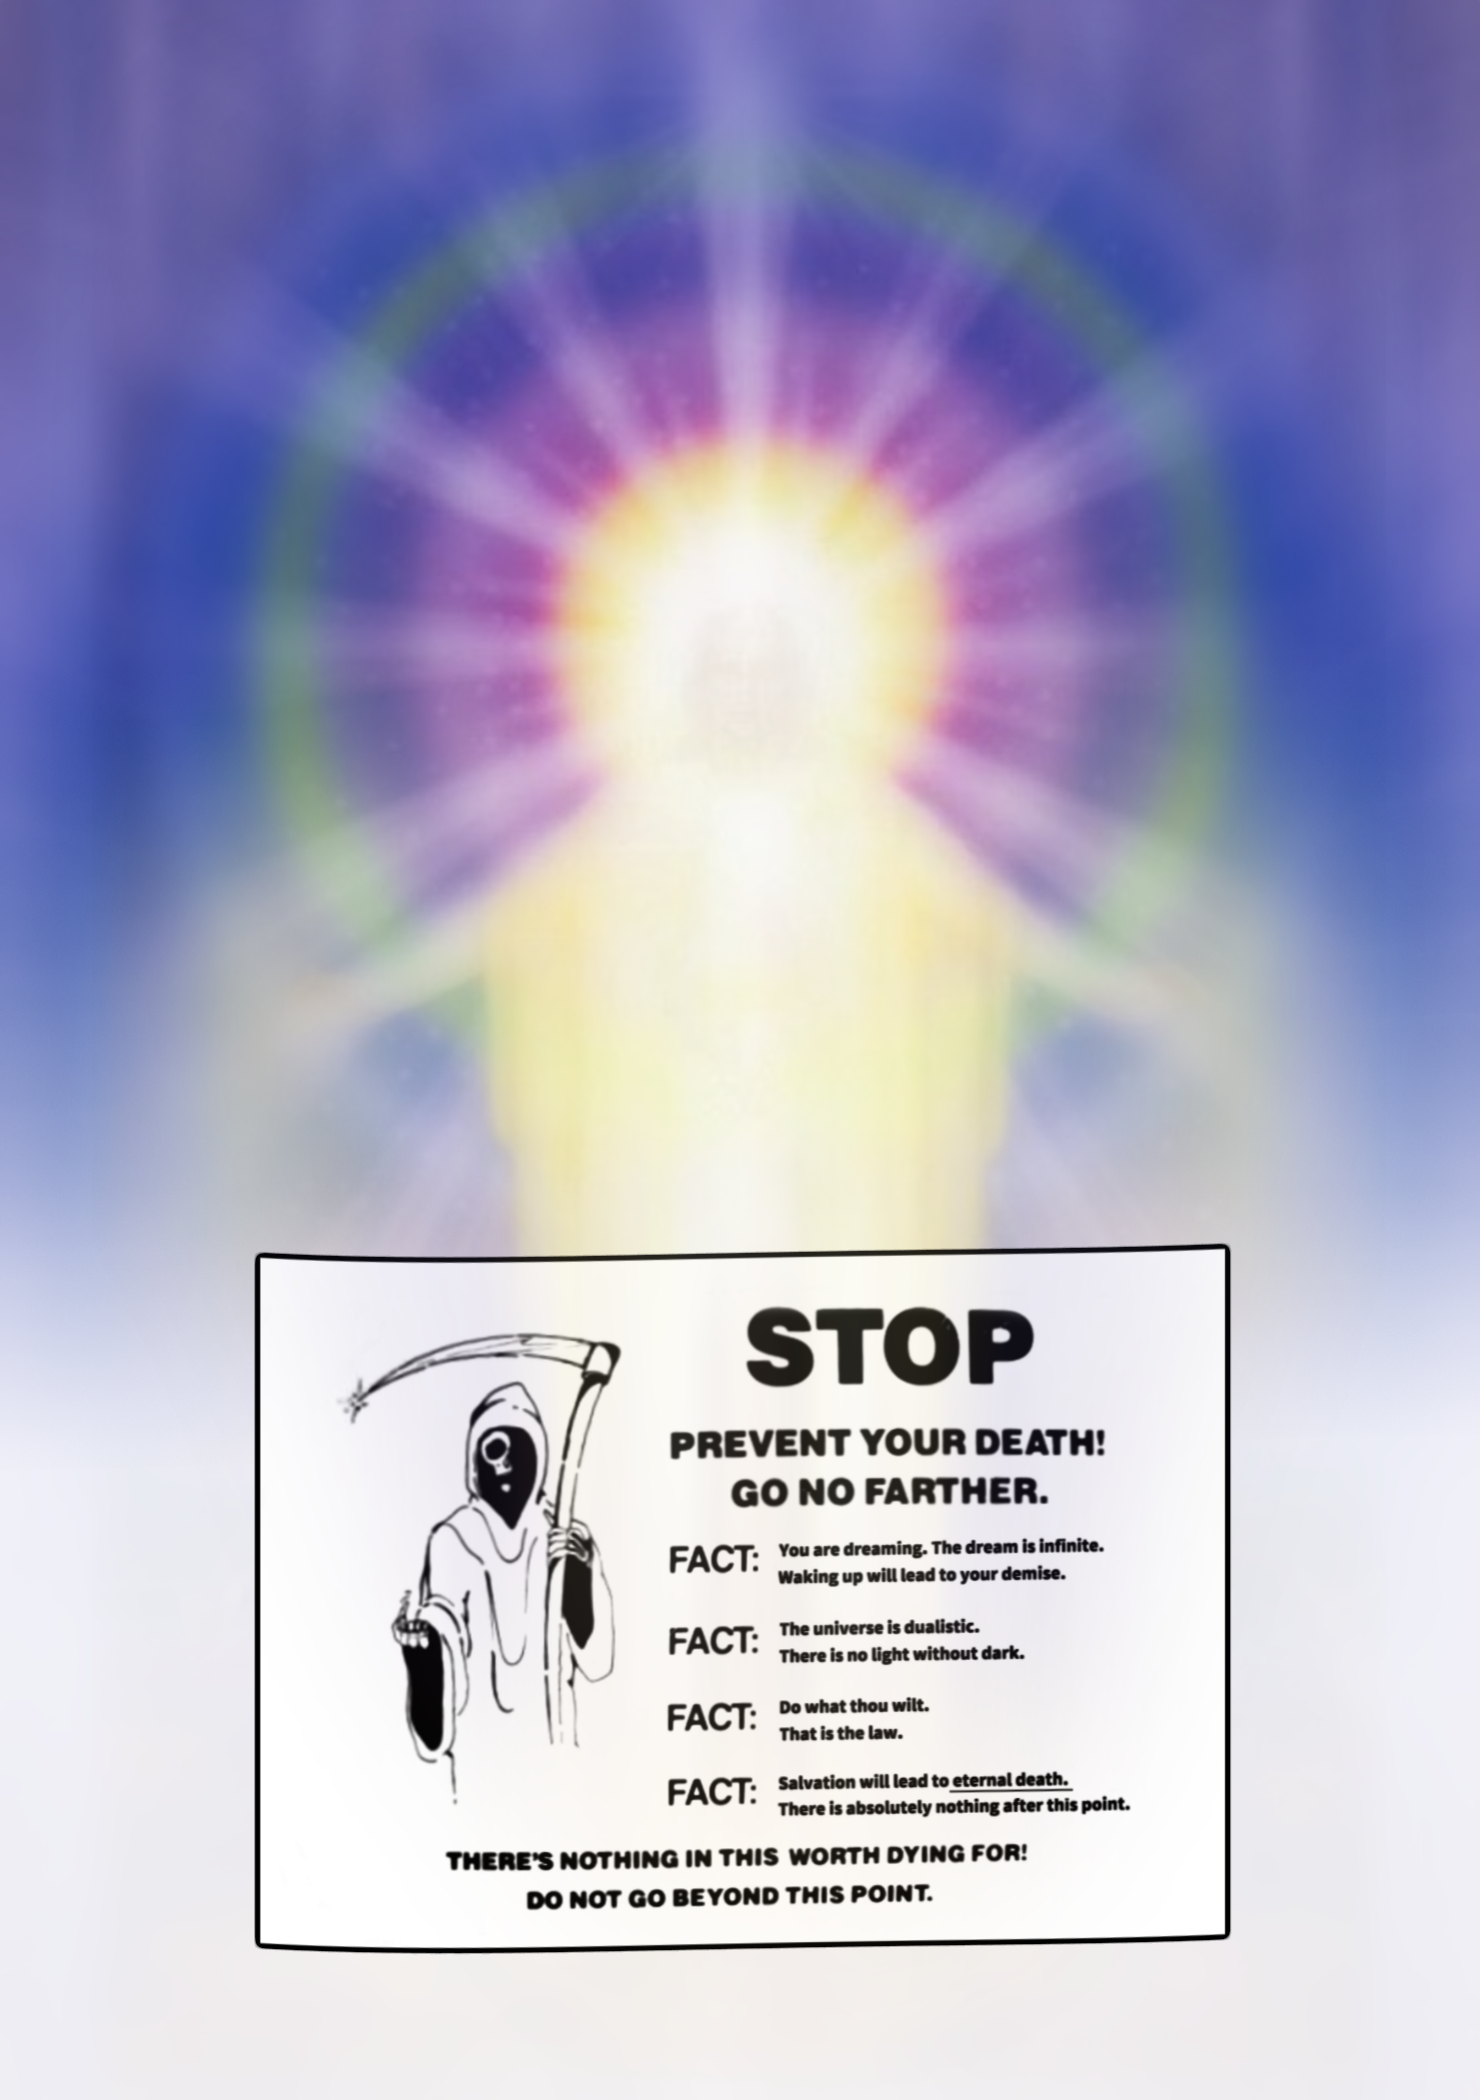 STOP
PREVENT YOUR DEATH!
GO NO FARTHER.
FACT: You are dreaming. The dream is infinite.
Waking up will lead to your demise.
FACT: The universe is dualistic.
There is no light without dark.
FACT: Do what thou wilt.
That is the law.
FACT: Salvation will lead to eternal death.
There is absolutely nothing after this point.
THERE'S NOTHING IN THIS WORTH DYING FOR!
DO NOT GO BEYOND THIS POINT.